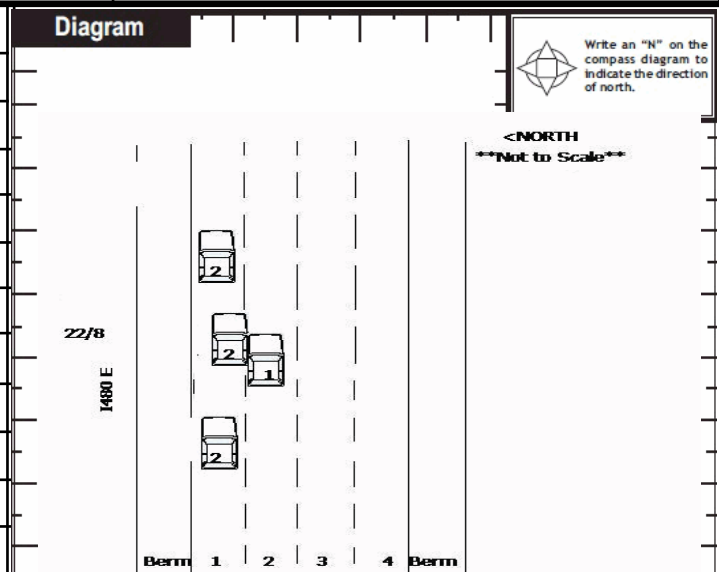 Diagram
Write an “N” on the
compass diagram to
indicate the direction
of north.
<NORTH
**Not to Scale**
2
22/8
2
1
I480 E
2
Berm 1 2 3 4 Berm